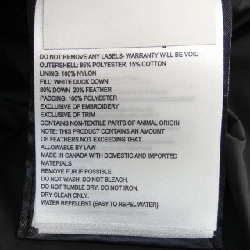 DO NOT REMOVE ANY LABELS- WARRANTY WILL BE VOID
OUTERSHELL: 85% POLYESTER, 15% COTTON
LINING: 100% NYLON
FILL: WHITE DUCK DOWN
80% DOWN 20% FEATHER
PADDING: 100% POLYESTER
EXCLUSIVE OF EMBROIDERY
EXCLUSIVE OF TRIM
CONTAINS NON-TEXTILE PARTS OF ANIMAL ORIGIN
NOTE: THIS PRODUCT CONTAINS AN AMOUNT
OF FEATHERS NOT EXCEEDING THAT
ALLOWABLE BY LAW
MADE IN CANADA WITH DOMESTIC AND IMPORTED
MATERIALS
REMOVE FUR IF POSSIBLE.
DO NOT WASH. DO NOT BLEACH.
DO NOT TUMBLE DRY. DO NOT IRON.
DRY CLEAN ONLY.
WATER REPELLENT (EASY TO REPEL WATER)